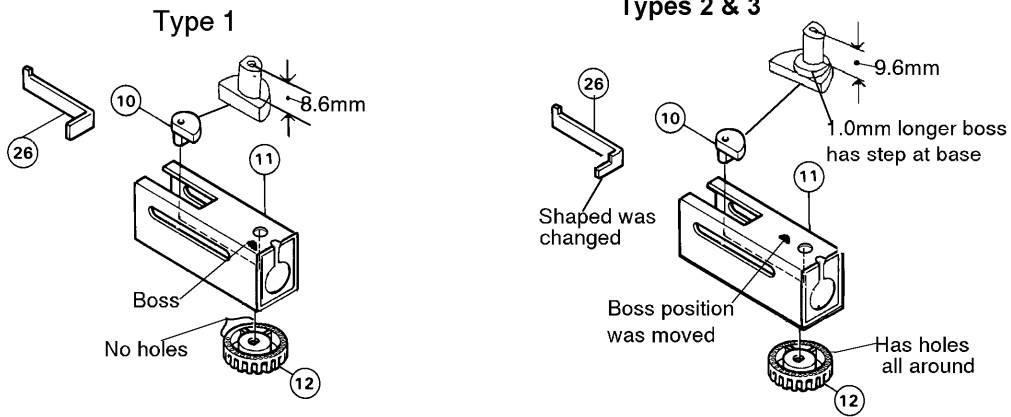 Type 1
26
10
8.6mm
11
Boss
No holes
12
Types 2 & 3
26
10
9.6mm
1.0mm longer boss
has step at base
11
Shaped was
changed
Boss position
was moved
Has holes
all around
12